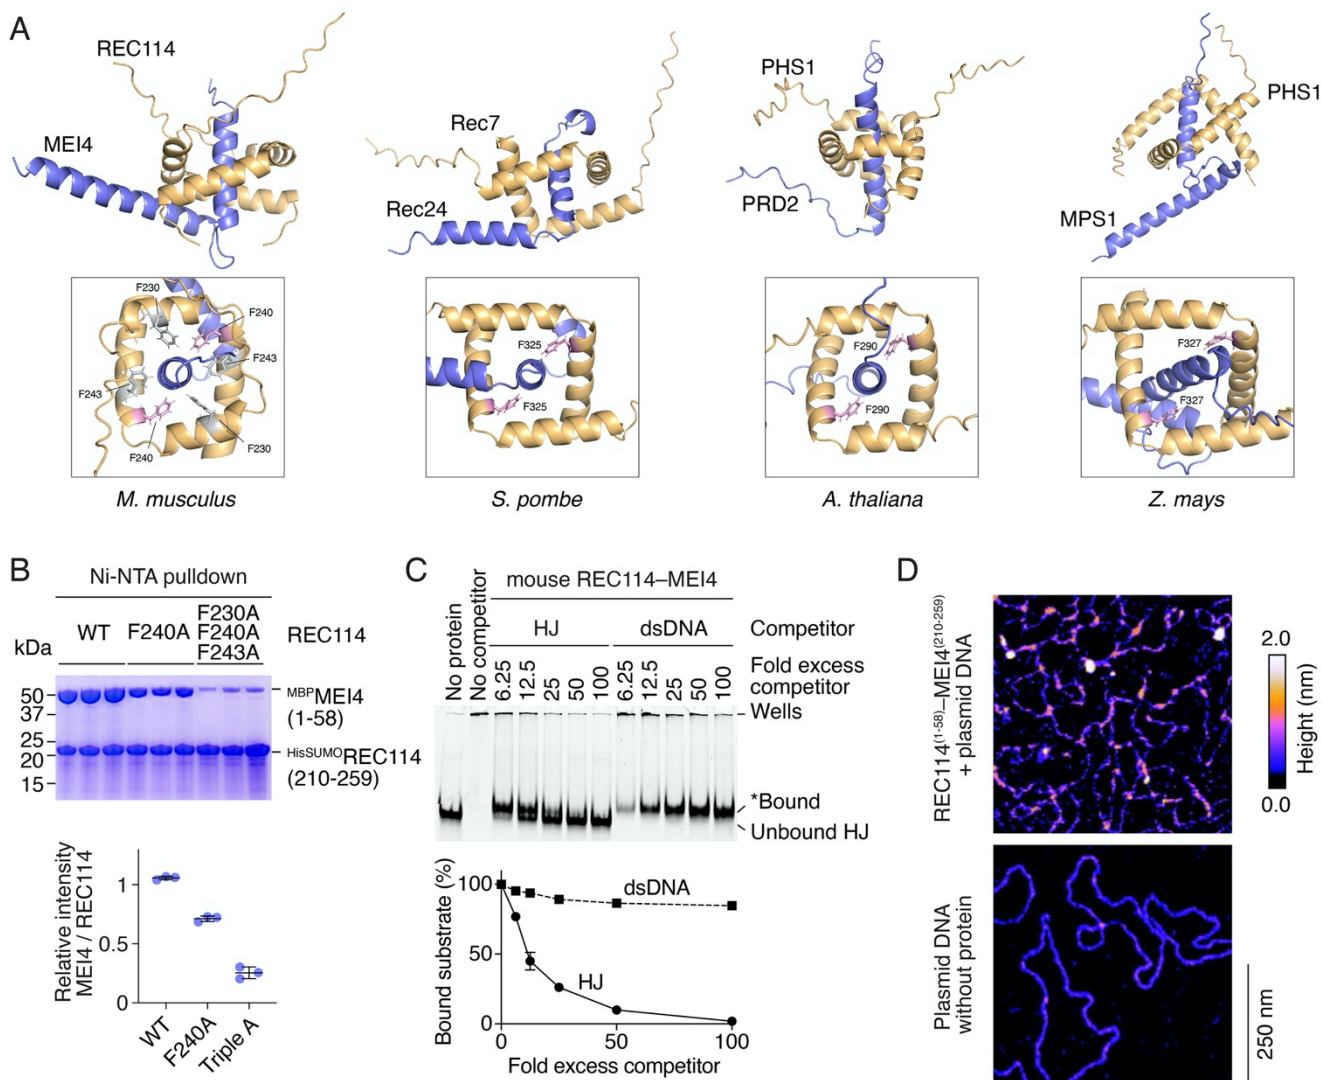 A
REC114
MEI4
Rec7
Rec24
PHS1
PRD2
PHS1
MPS1
F230
F240
F243
F243
F240
F230
F325
F325
F290
F290
F327
F327
M. musculus
S. pombe
A. thaliana
Z. mays
B
Ni-NTA pulldown
WT
F240A
F230A
F240A
F243A
REC114
kDa
50
37
25
20
15
MBPMEI4
(1-58)
HisSUMOREC114
(210-259)
Relative intensity
MEI4 / REC114
1
0.5
0
WT
F240A
Triple A
C
mouse REC114–MEI4
No protein
No competitor
HJ
dsDNA
Competitor
6.25
12.5
25
50
100
6.25
12.5
25
50
100
Fold excess
competitor
Wells
*Bound
Unbound HJ
Bound substrate (%)
100
50
0
dsDNA
HJ
0
50
100
Fold excess competitor
D
REC114(1-58)–MEI4(210-259)
+ plasmid DNA
2.0
0.0
Height (nm)
Plasmid DNA
without protein
250 nm